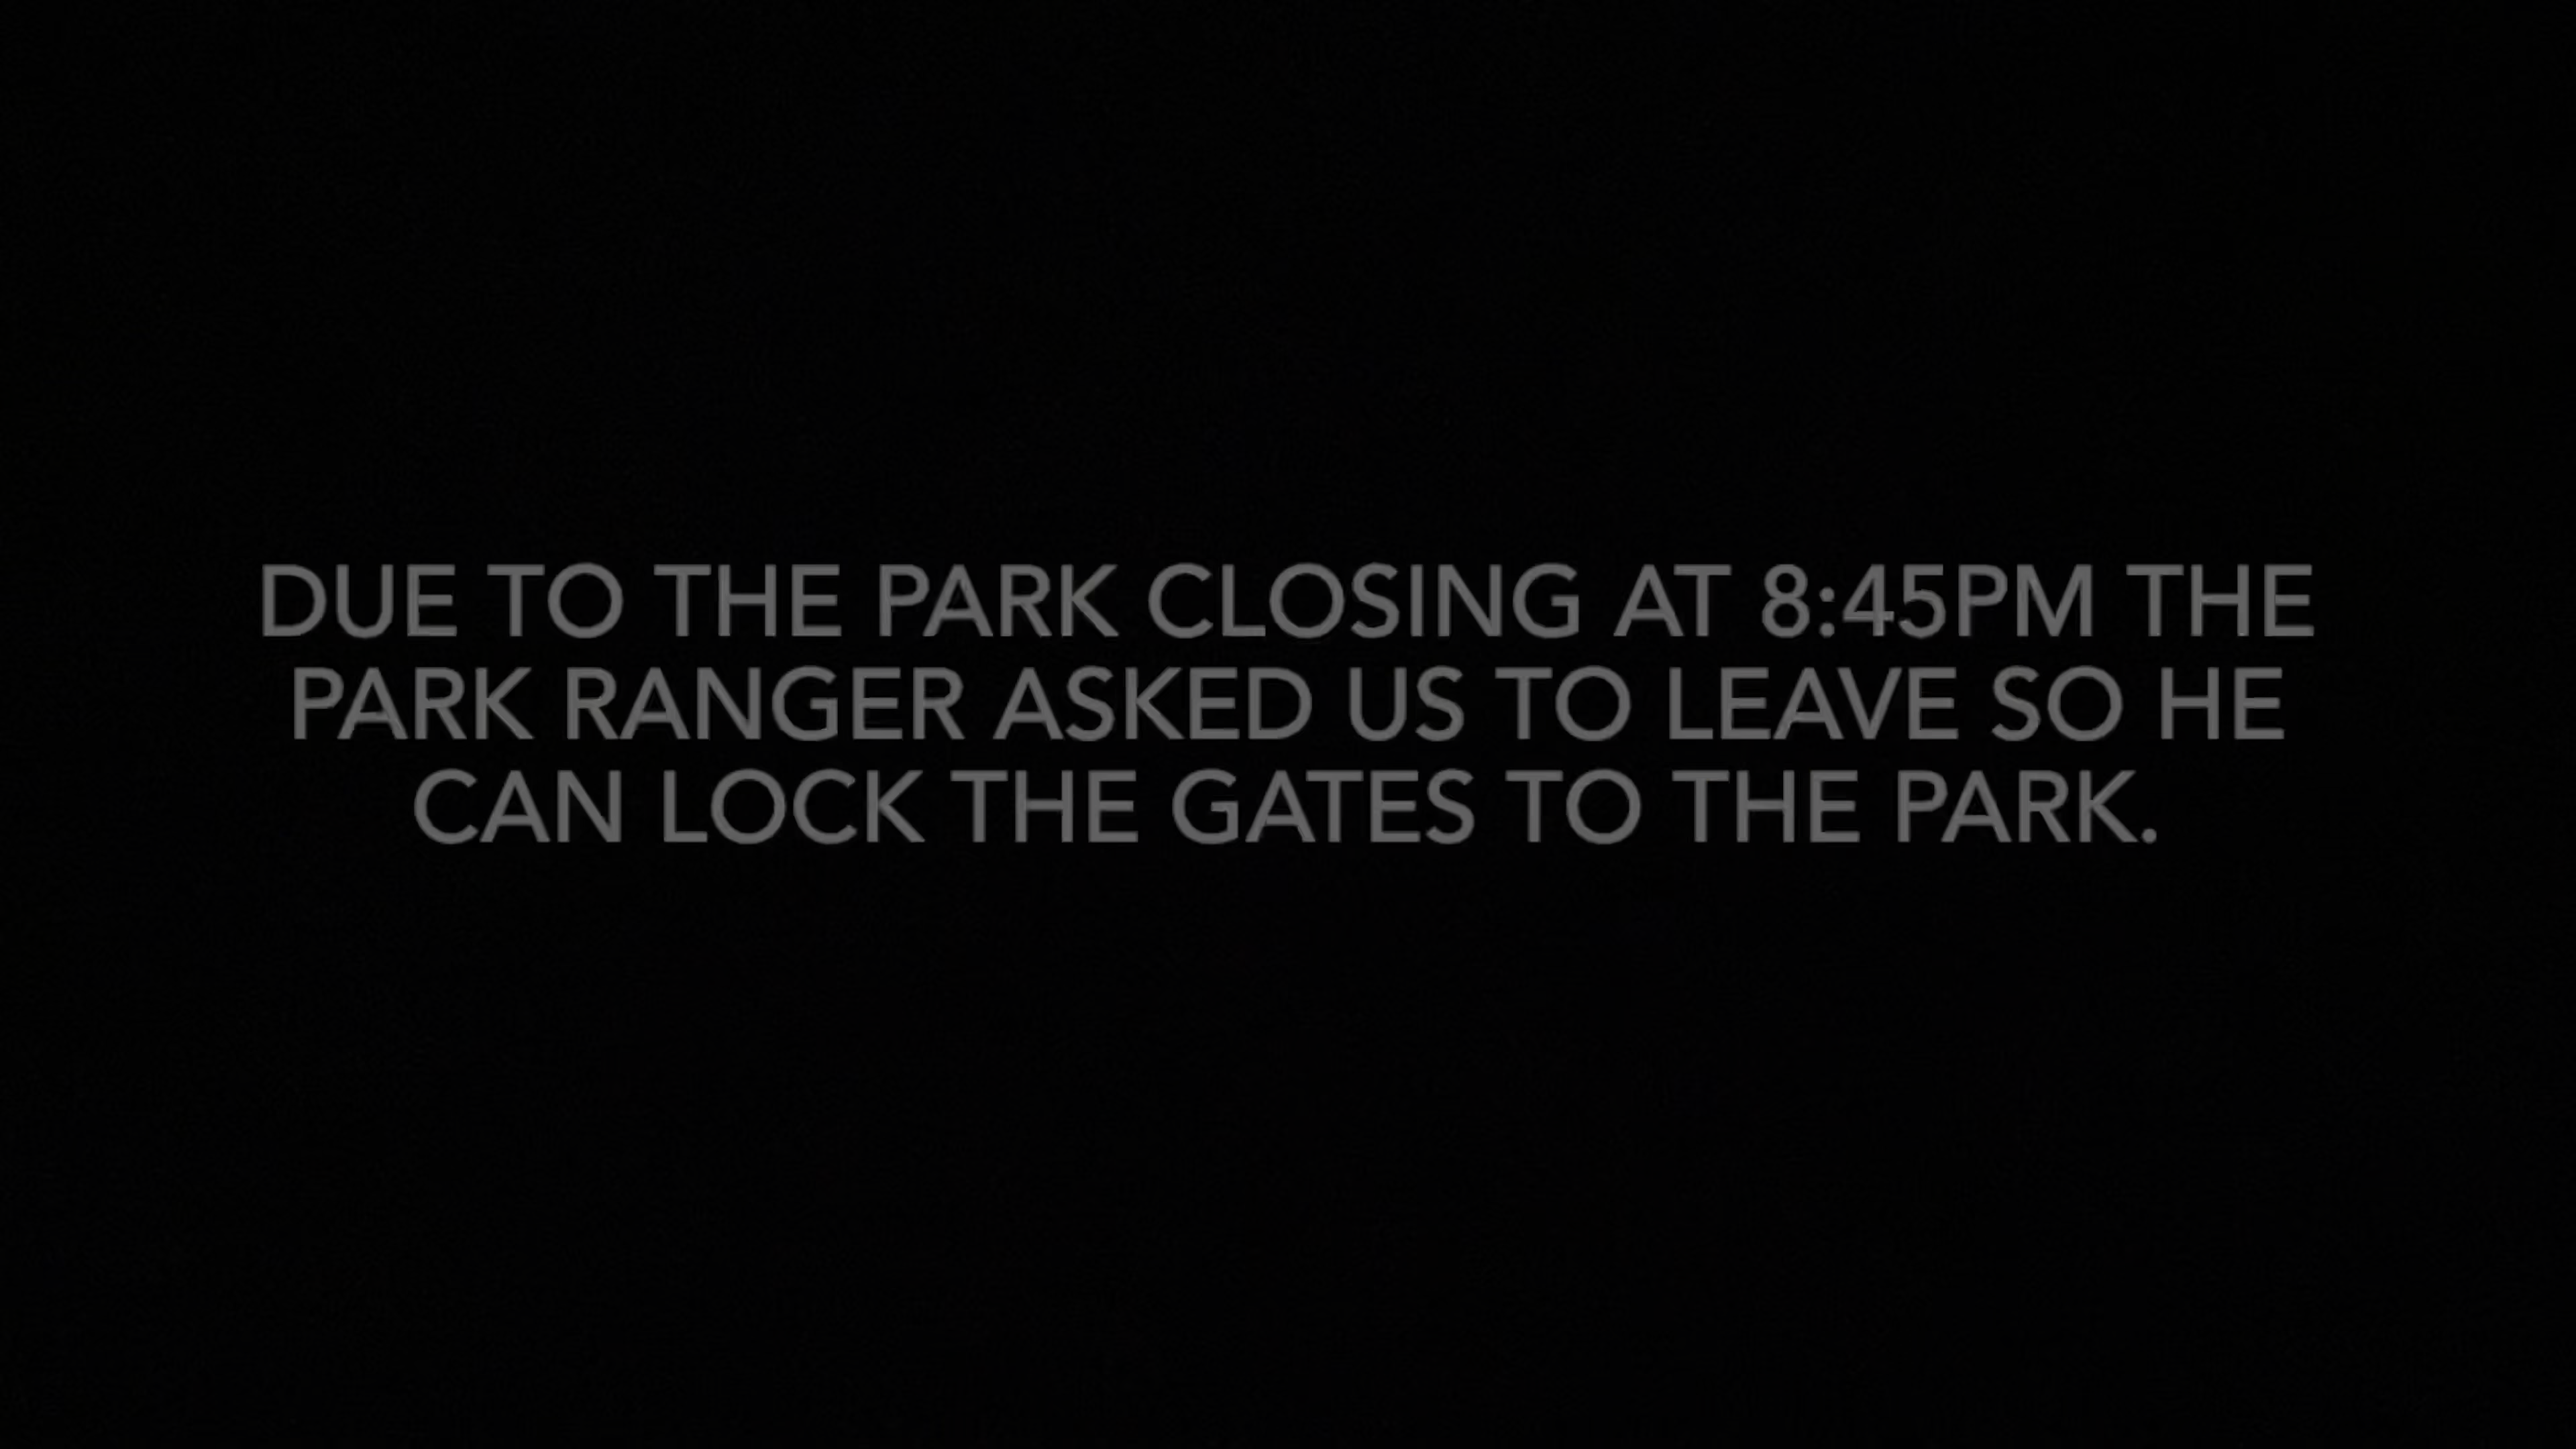 DUE TO THE PARK CLOSING AT 8:45PM THE
PARK RANGER ASKED US TO LEAVE SO HE
CAN LOCK THE GATES TO THE PARK.